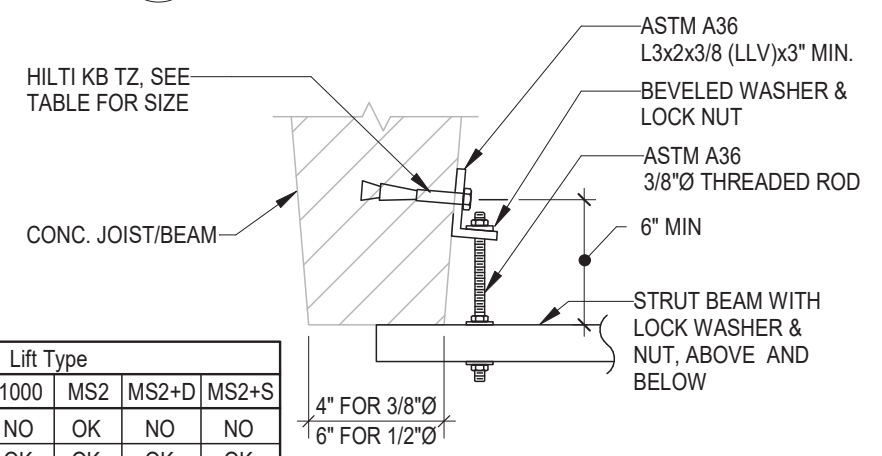 ASTM A36
L3x2x3/8 (LLV)x3" MIN.
HILTI KB TZ, SEE
TABLE FOR SIZE
BEVELED WASHER &
LOCK NUT
ASTM A36
3/8"Ø THREADED ROD
CONC. JOIST/BEAM
6" MIN
STRUT BEAM WITH
LOCK WASHER &
NUT, ABOVE AND
BELOW
4" FOR 3/8"Ø
6" FOR 1/2"Ø
Lift Type
1000 MS2 MS2+D MS2+S
NO OK NO NO
OK OK OK OK